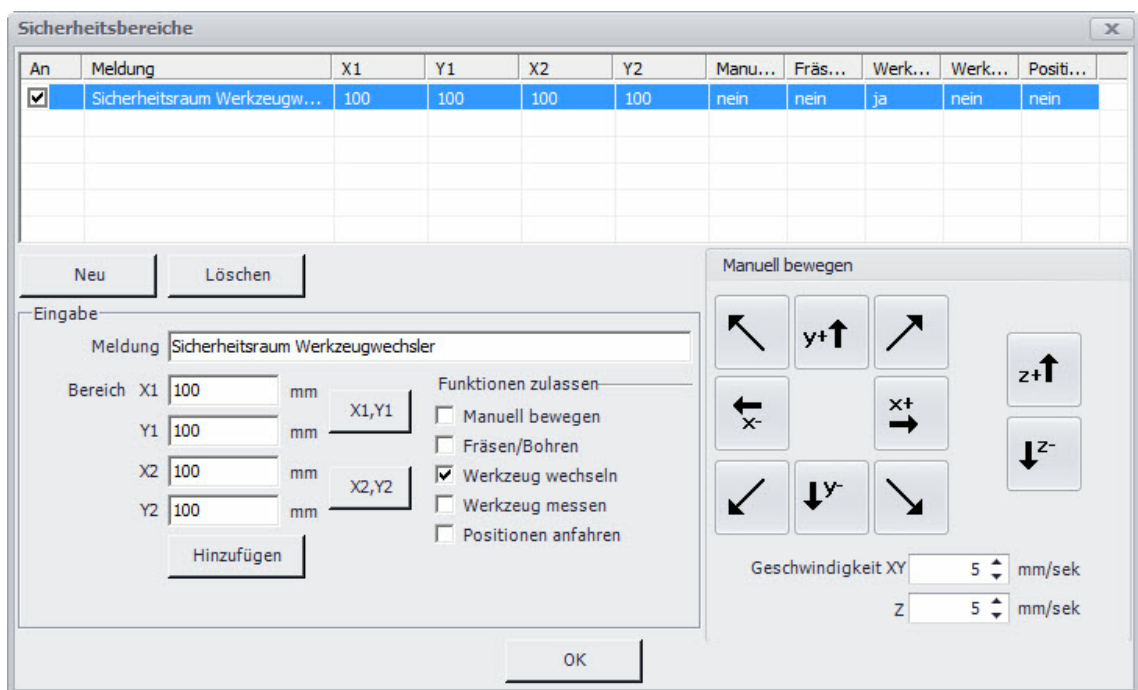 Sicherheitsbereiche
x
An Meldung X1 Y1 X2 Y2 Manu... Fräs... Werk... Werk... Positi...
Sicherheitsraum Werkzeugw... 100 100 100 100 nein nein ja nein nein
Neu Löschen
Eingabe
Meldung Sicherheitsraum Werkzeugwechsler
Bereich X1 100 mm
Y1 100 mm
X2 100 mm
Y2 100 mm
X1,Y1
X2,Y2
Hinzufügen
Funktionen zulassen
Manuell bewegen
Fräsen/Bohren
Werkzeug wechseln
Werkzeug messen
Positionen anfahren
Manuell bewegen
y+
x-
x+
y-
z+
z-
Geschwindigkeit XY 5 mm/sek
Z 5 mm/sek
OK